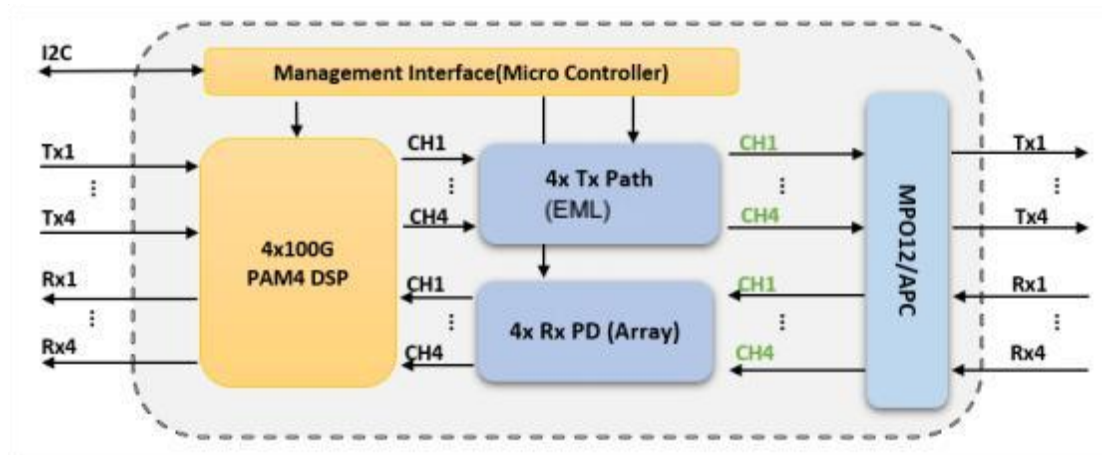 I2C
Management Interface(Micro Controller)
Tx1
CH1
CH1
Tx1
4x Tx Path
(EML)
Tx4
CH4
CH4
Tx4
4x100G
PAM4 DSP
MPO12/APC
Rx1
CH1
CH1
Rx1
4x Rx PD (Array)
Rx4
CH4
CH4
Rx4